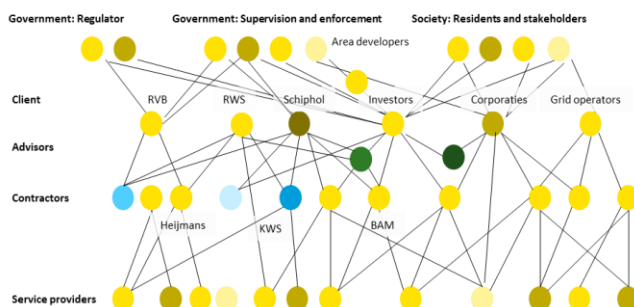 Government: Regulator
Government: Supervision and enforcement
Society: Residents and stakeholders
Area developers
Client
RVB
RWS
Schiphol
Investors
Corporaties
Grid operators
Advisors
Contractors
Heijmans
KWS
BAM
Service providers